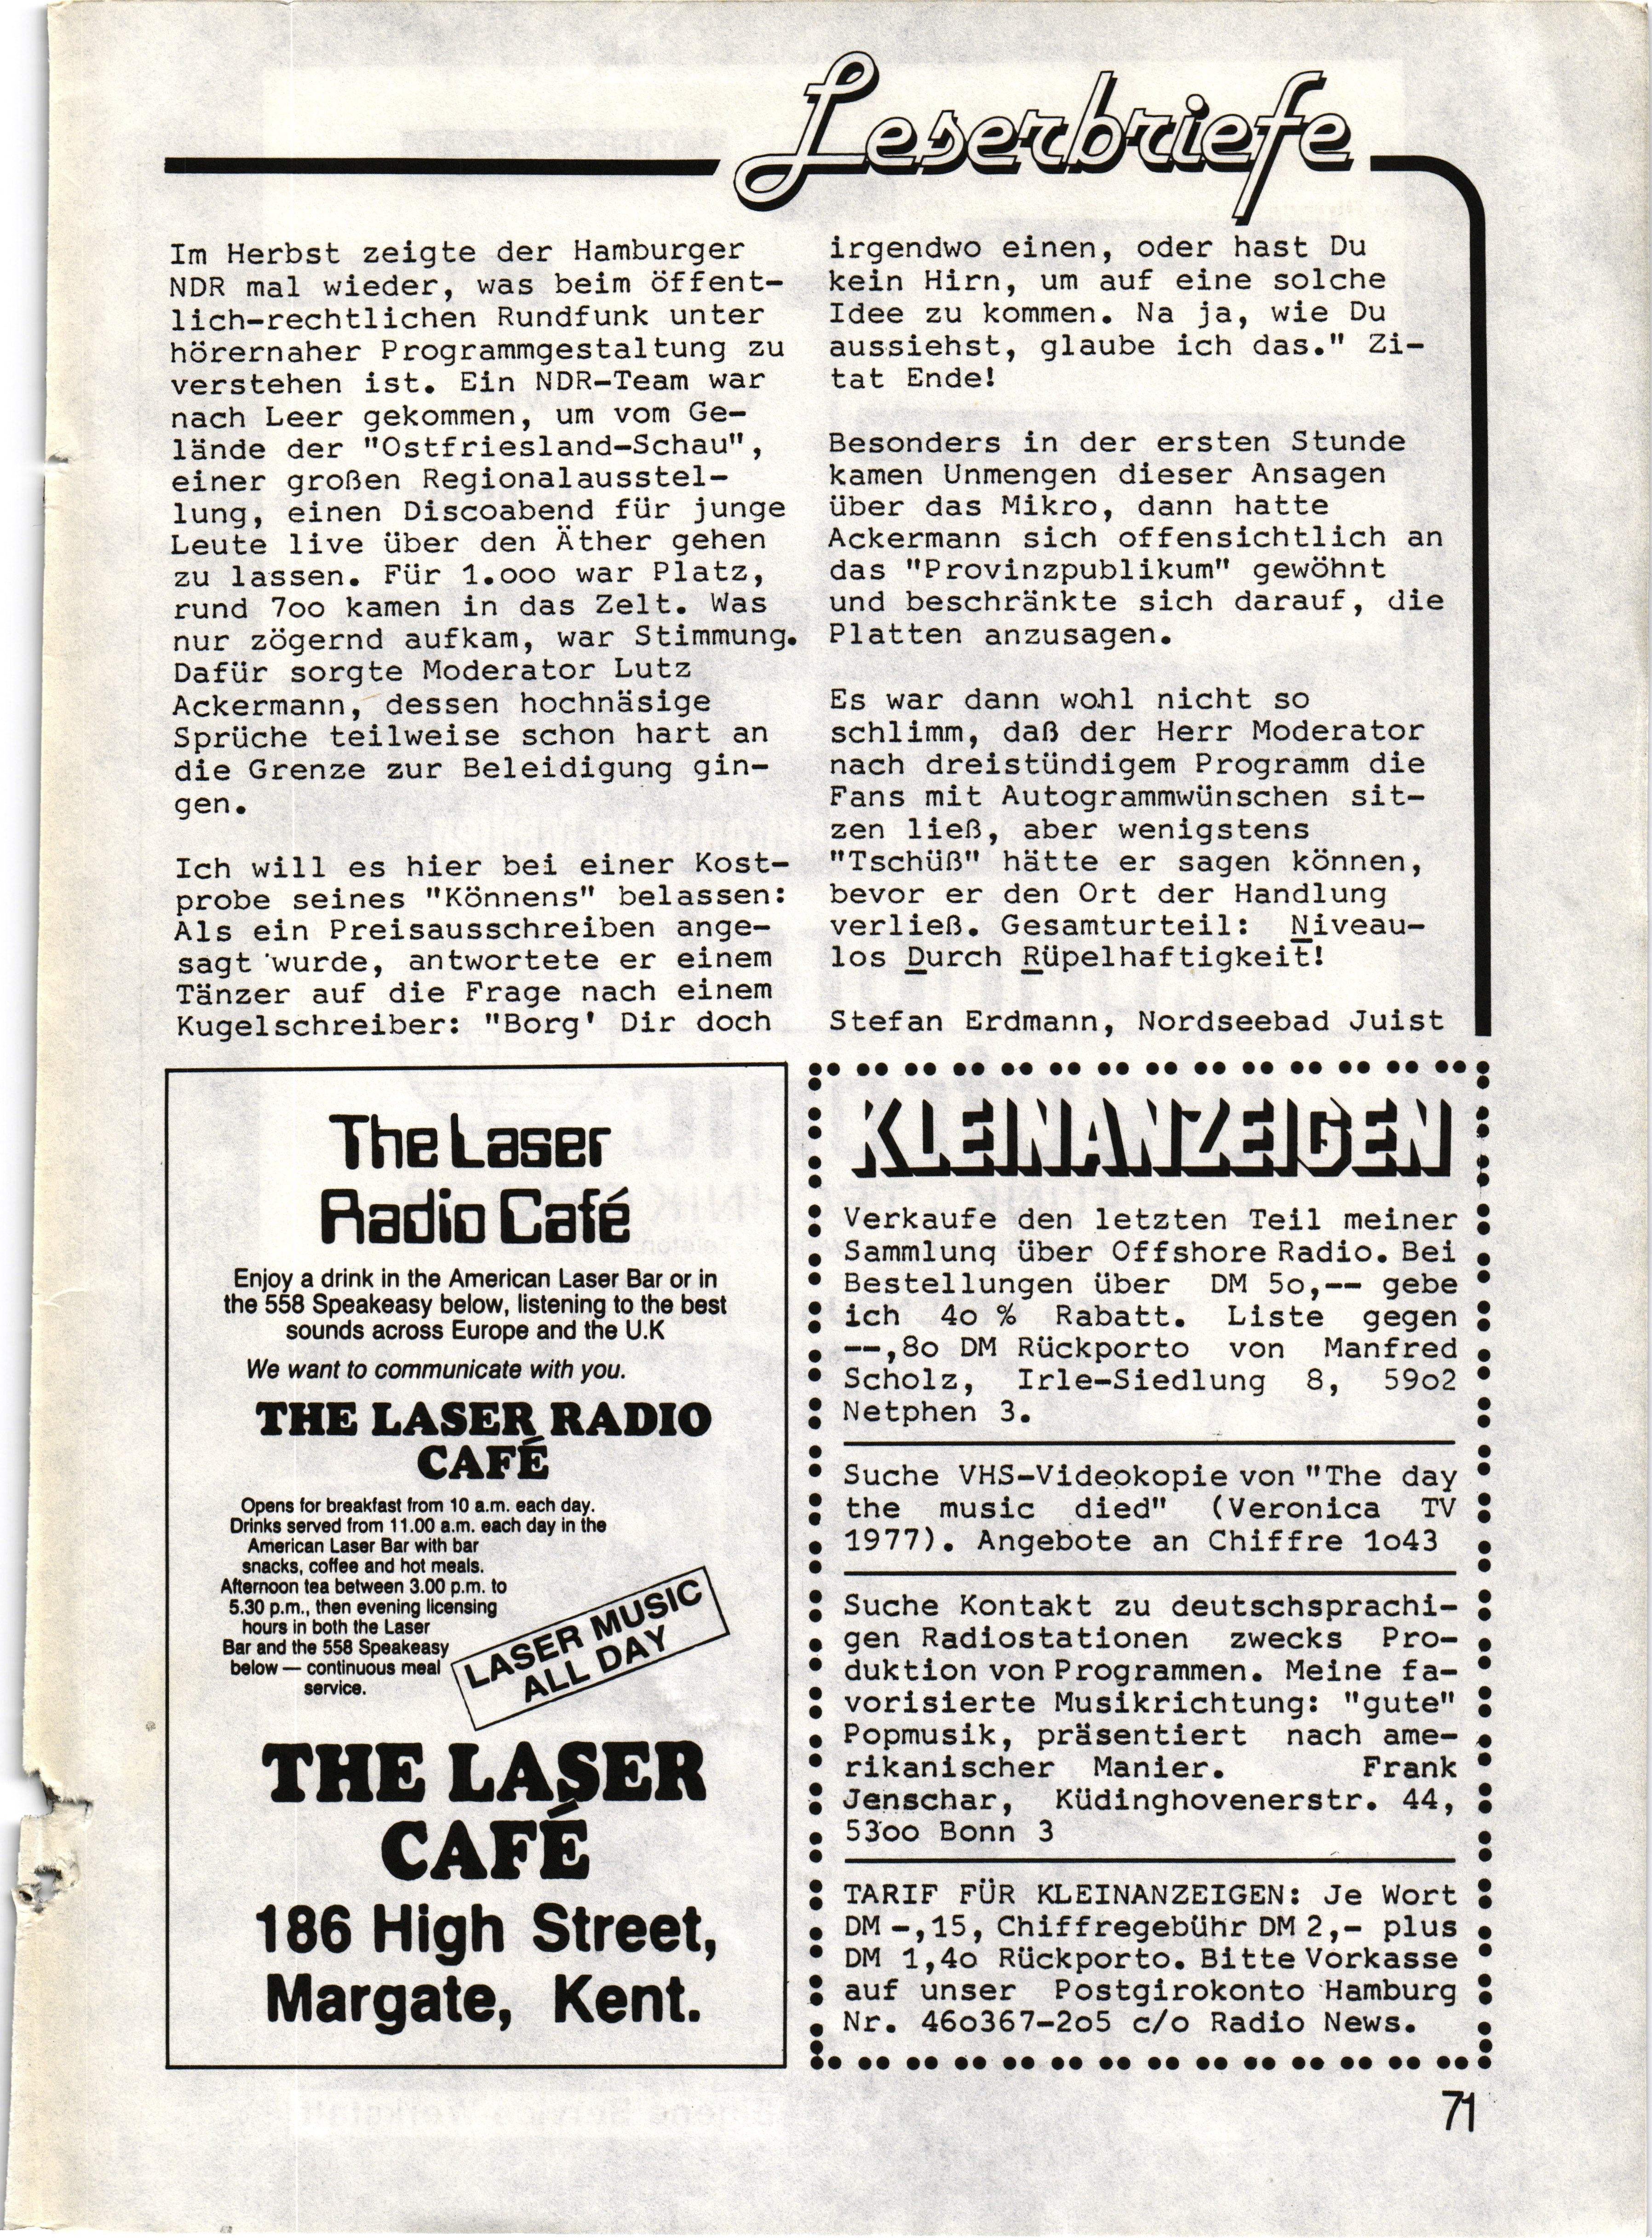 Leserbriefe
Im Herbst zeigte der Hamburger
NDR mal wieder, was beim öffent-
lich-rechtlichen Rundfunk unter
hörernaher Programmgestaltung zu
verstehen ist. Ein NDR-Team war
nach Leer gekommen, um vom Ge-
lände der "Ostfriesland-Schau",
einer großen Regionalausstel-
lung, einen Discoabend für junge
Leute live über den Äther gehen
zu lassen. Für 1.ooo war Platz,
rund 7oo kamen in das Zelt. Was
nur zögernd aufkam, war Stimmung.
Dafür sorgte Moderator Lutz
Ackermann, dessen hochnäsige
Sprüche teilweise schon hart an
die Grenze zur Beleidigung gin-
gen.
Ich will es hier bei einer Kost-
probe seines "Könnens" belassen:
Als ein Preisausschreiben ange-
sagt wurde, antwortete er einem
Tänzer auf die Frage nach einem
Kugelschreiber: "Borg' Dir doch
irgendwo einen, oder hast Du
kein Hirn, um auf eine solche
Idee zu kommen. Na ja, wie Du
aussiehst, glaube ich das." Zi-
tat Ende!
Besonders in der ersten Stunde
kamen Unmengen dieser Ansagen
über das Mikro, dann hatte
Ackermann sich offensichtlich an
das "Provinzpublikum" gewöhnt
und beschränkte sich darauf, die
Platten anzusagen.
Es war dann wohl nicht so
schlimm, daß der Herr Moderator
nach dreistündigem Programm die
Fans mit Autogrammwünschen sit-
zen ließ, aber wenigstens
"Tschüß" hätte er sagen können,
bevor er den Ort der Handlung
verließ. Gesamturteil: Niveau-
los Durch Rüpelhaftigkeit!
Stefan Erdmann, Nordseebad Juist
The Laser
Radio Café
Enjoy a drink in the American Laser Bar or in
the 558 Speakeasy below, listening to the best
sounds across Europe and the U.K
We want to communicate with you.
THE LASER RADIO
CAFÉ
Opens for breakfast from 10 a.m. each day.
Drinks served from 11.00 a.m. each day in the
American Laser Bar with bar
snacks, coffee and hot meals.
Afternoon tea between 3.00 p.m. to
5.30 p.m., then evening licensing
hours in both the Laser
Bar and the 558 Speakeasy
below — continuous meal
service.
LASER MUSIC
ALL DAY
THE LASER
CAFÉ
186 High Street,
Margate, Kent.
KLEINANZEIGEN
Verkaufe den letzten Teil meiner
Sammlung über Offshore Radio. Bei
Bestellungen über DM 5o,-- gebe
ich 4o % Rabatt. Liste gegen
--,8o DM Rückporto von Manfred
Scholz, Irle-Siedlung 8, 59o2
Netphen 3.
Suche VHS-Videokopie von "The day
the music died" (Veronica TV
1977). Angebote an Chiffre 1o43
Suche Kontakt zu deutschsprachi-
gen Radiostationen zwecks Pro-
duktion von Programmen. Meine fa-
vorisierte Musikrichtung: "gute"
Popmusik, präsentiert nach ame-
rikanischer Manier. Frank
Jenschar, Küdinghovenerstr. 44,
53oo Bonn 3
TARIF FÜR KLEINANZEIGEN: Je Wort
DM -,15, Chiffregebühr DM 2,- plus
DM 1,4o Rückporto. Bitte Vorkasse
auf unser Postgirokonto Hamburg
Nr. 46o367-2o5 c/o Radio News.
71